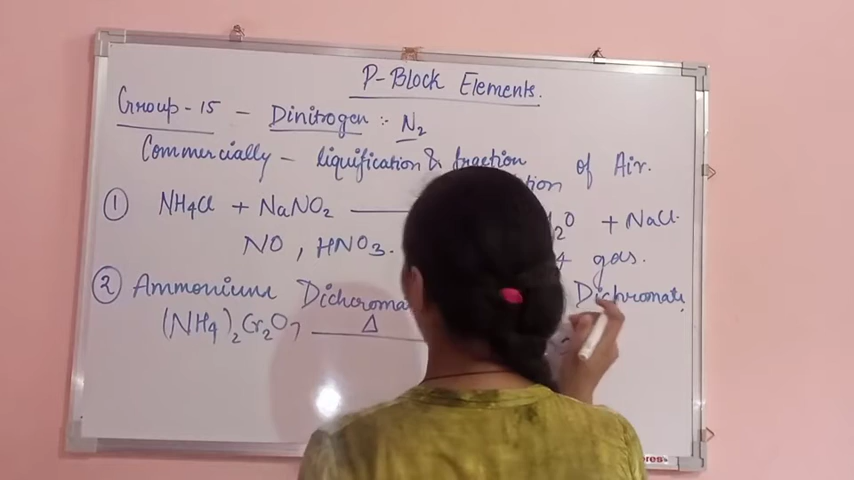 P-Block Elements.
Group-15 - Dinitrogen :- N2
Commercially - liquification & fraction of Air.
① NH4Cl + NaNO2 + NaCl.
NO, HNO3. gas.
② Ammonium Dichroma Dichromate
(NH4)2Cr2O7 Δ